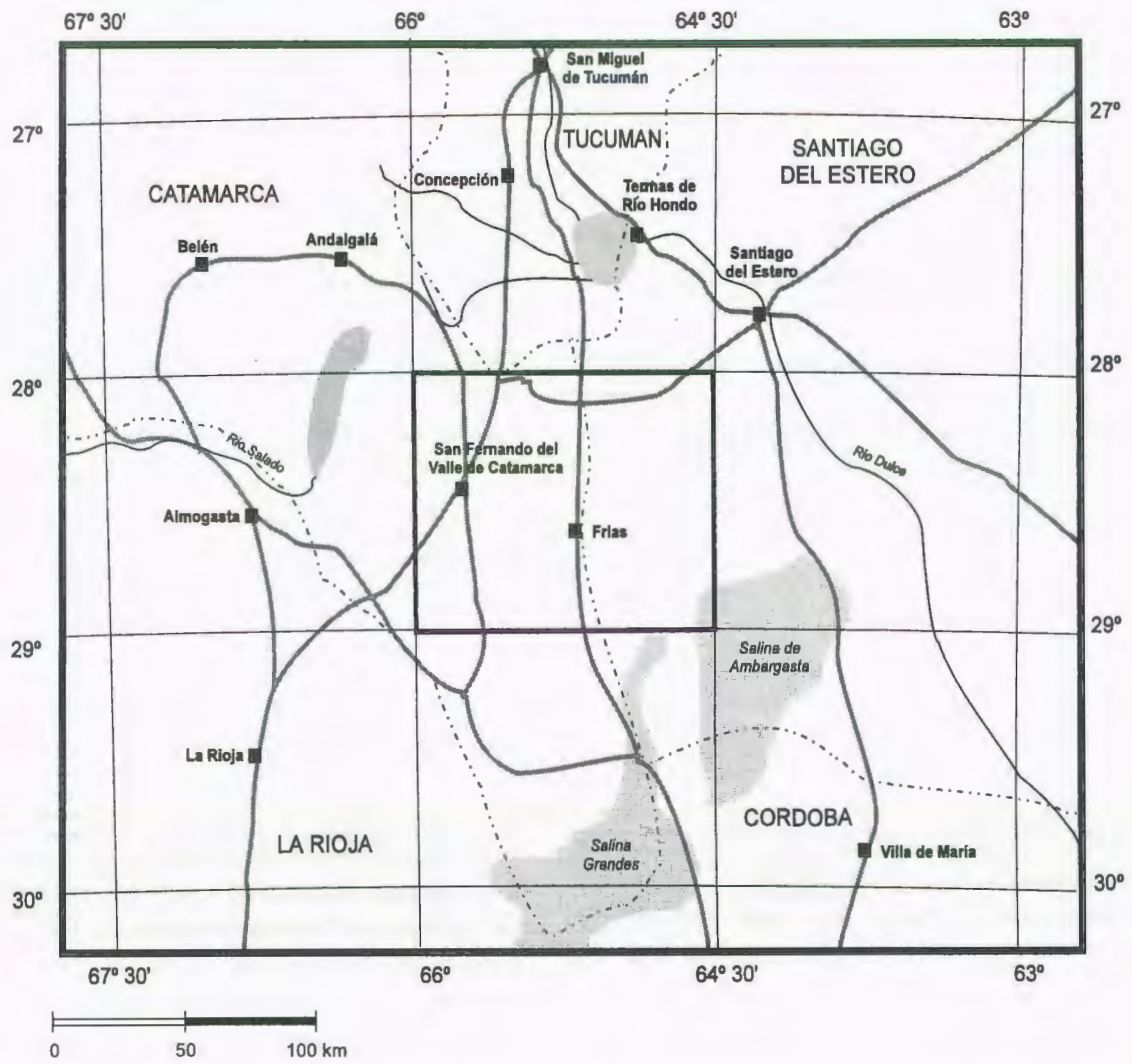 67º 30'
66º
64º 30'
63º
San Miguel
de Tucumán
27º
27º
TUCUMAN
SANTIAGO
DEL ESTERO
CATAMARCA
Concepción
Termas de
Río Hondo
Belén
Andalgalá
Santiago
del Estero
28º
28º
Río Salado
San Fernando del
Valle de Catamarca
Río Dulce
Aimogasta
Frías
29º
29º
Salina de
Ambargasta
La Rioja
CORDOBA
LA RIOJA
Salina
Grandes
Villa de María
30º
30º
67º 30'
66º
64º 30'
63º
0
50
100 km